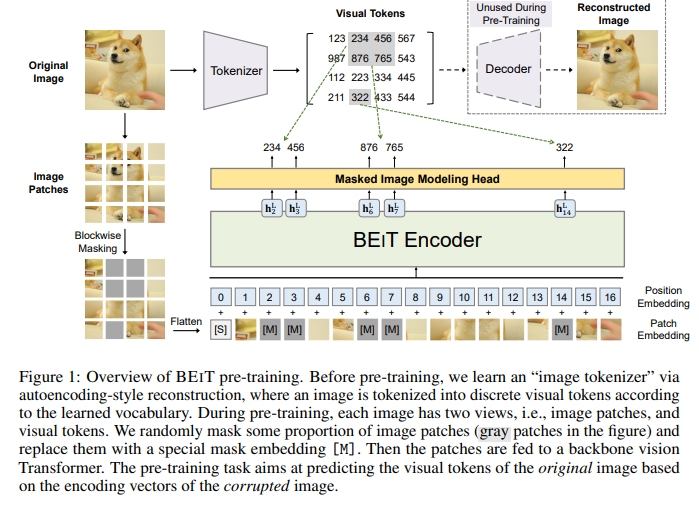 Unused During
Pre-Training
Reconstructed
Image
Visual Tokens
Original
Image
Tokenizer
123 234 456 567
987 876 765 543
112 223 334 445
211 322 433 544
Decoder
234 456 876 765 322
Image
Patches
Masked Image Modeling Head
h₂ᴸ h₃ᴸ h₆ᴸ h₇ᴸ h₁₄ᴸ
Blockwise
Masking
BEIT Encoder
0 1 2 3 4 5 6 7 8 9 10 11 12 13 14 15 16
Position
Embedding
+ + + + + + + + + + + + + + + + +
Flatten
[S] [M] [M] [M] [M] [M]
Patch
Embedding
Figure 1: Overview of BEIT pre-training. Before pre-training, we learn an “image tokenizer” via
autoencoding-style reconstruction, where an image is tokenized into discrete visual tokens according
to the learned vocabulary. During pre-training, each image has two views, i.e., image patches, and
visual tokens. We randomly mask some proportion of image patches (gray patches in the figure) and
replace them with a special mask embedding [M]. Then the patches are fed to a backbone vision
Transformer. The pre-training task aims at predicting the visual tokens of the original image based
on the encoding vectors of the corrupted image.